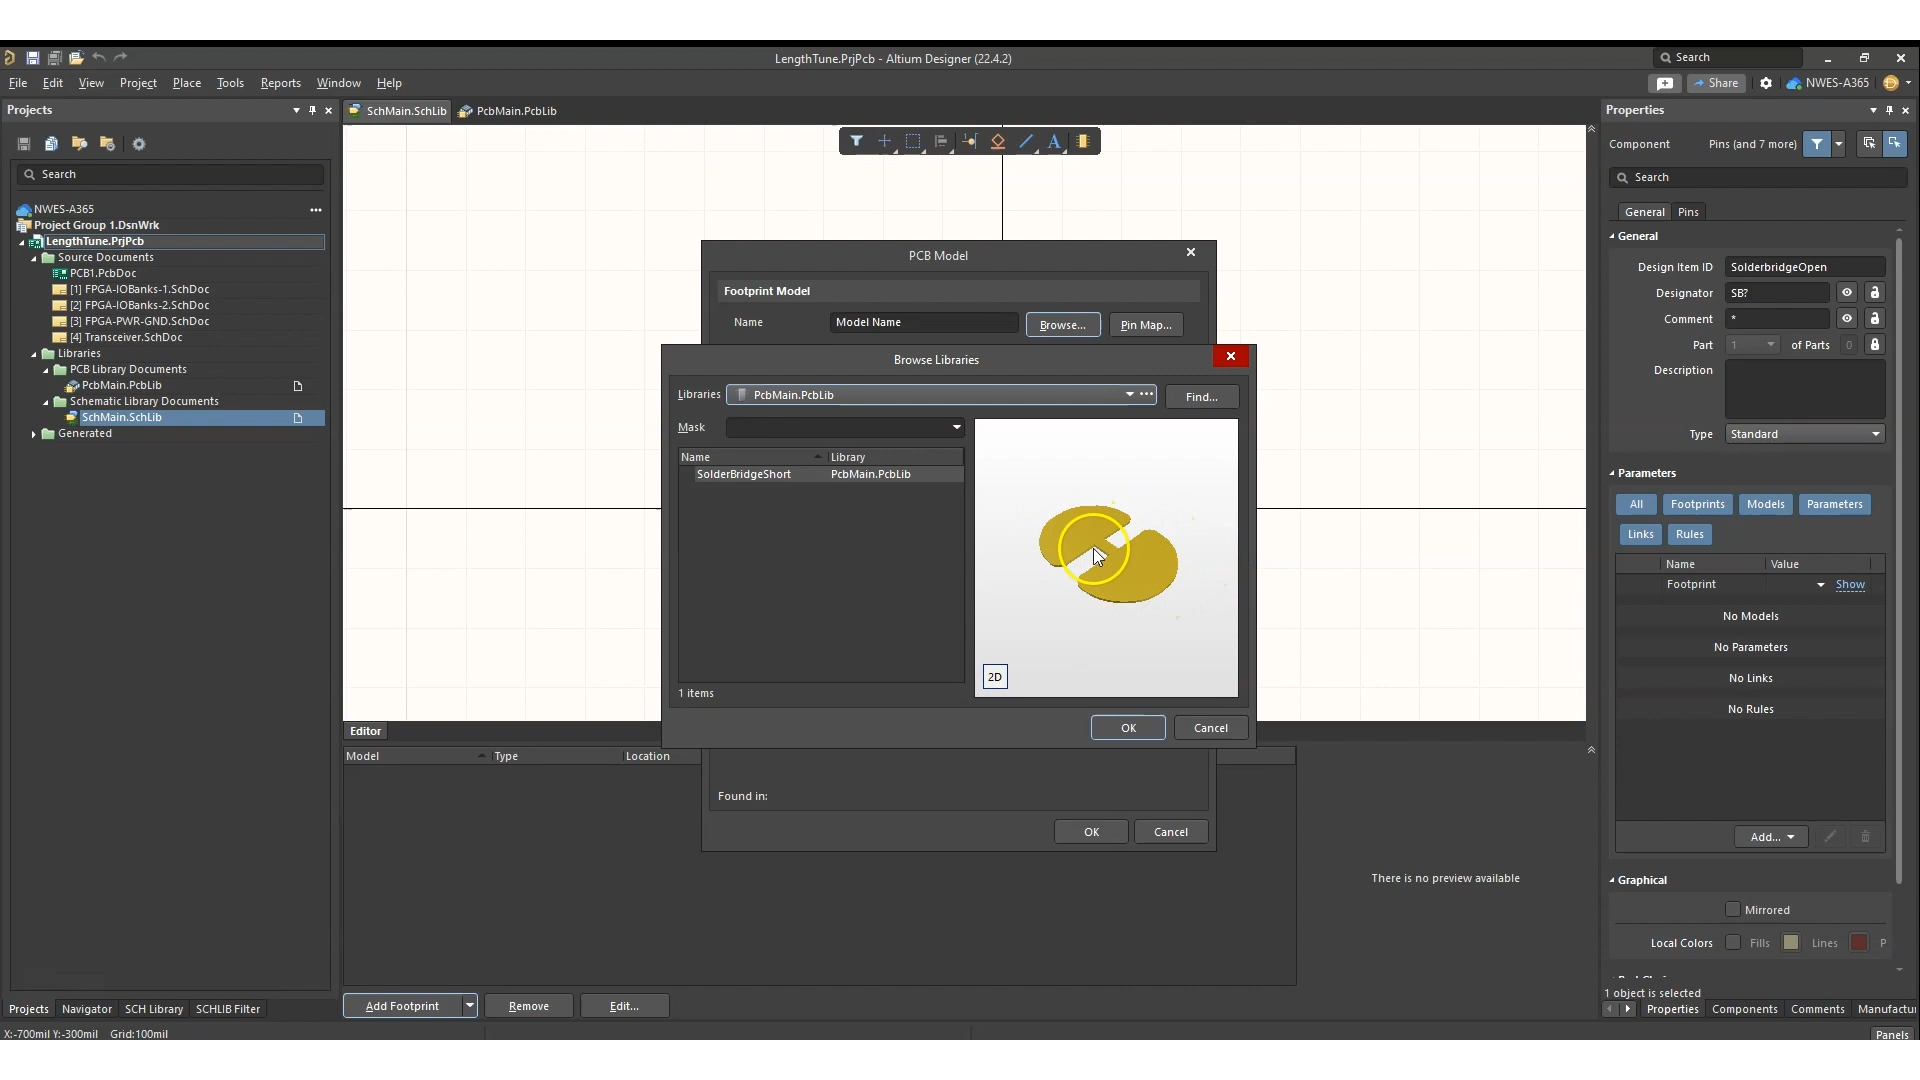 LengthTune.PrjPcb - Altium Designer (22.4.2)
Search
File Edit View Project Place Tools Reports Window Help
Share
NWES-A365
Projects
SchMain.SchLib
PcbMain.PcbLib
Properties
Component
Pins (and 7 more)
Search
Search
NWES-A365
Project Group 1.DsnWrk
LengthTune.PrjPcb
Source Documents
PCB1.PcbDoc
[1] FPGA-IOBanks-1.SchDoc
[2] FPGA-IOBanks-2.SchDoc
[3] FPGA-PWR-GND.SchDoc
[4] Transceiver.SchDoc
Libraries
PCB Library Documents
PcbMain.PcbLib
Schematic Library Documents
SchMain.SchLib
Generated
PCB Model
Footprint Model
Name
Model Name
Browse...
Pin Map...
Browse Libraries
Libraries
PcbMain.PcbLib
Find...
Mask
Name
Library
SolderBridgeShort
PcbMain.PcbLib
2D
1 items
OK
Cancel
Found in:
OK
Cancel
Editor
Model
Type
Location
There is no preview available
Add Footprint
Remove
Edit...
General
Pins
General
Design Item ID
SolderbridgeOpen
Designator
SB?
Comment
*
Part
1
of Parts
0
Description
Type
Standard
Parameters
All
Footprints
Models
Parameters
Links
Rules
Name
Value
Footprint
Show
No Models
No Parameters
No Links
No Rules
Add...
Graphical
Mirrored
Local Colors
Fills
Lines
P
1 object is selected
Projects
Navigator
SCH Library
SCHLIB Filter
Properties
Components
Comments
Manufactu
X:-700mil Y:-300mil Grid:100mil
Panels